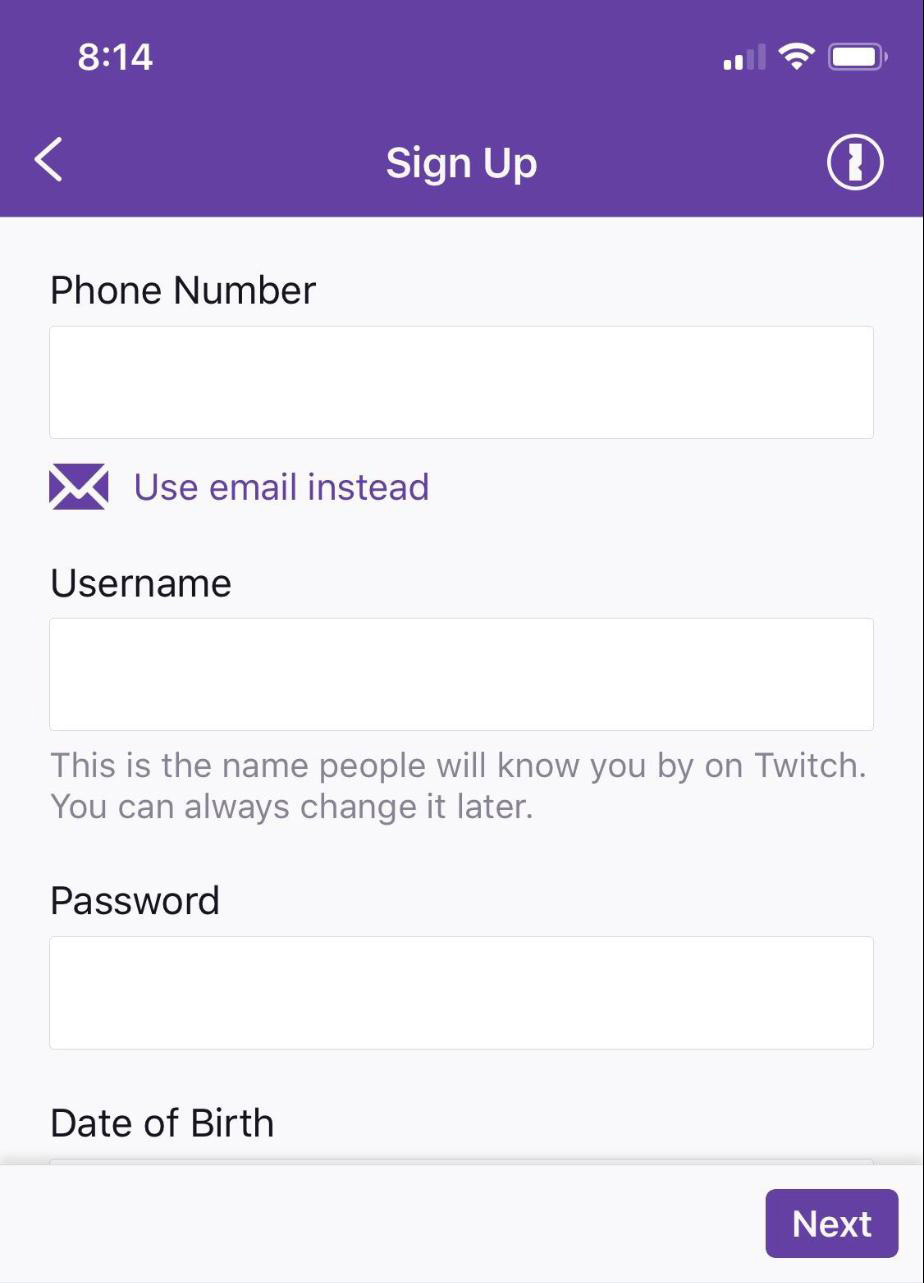 8:14
Sign Up
Phone Number
Use email instead
Username
This is the name people will know you by on Twitch.
You can always change it later.
Password
Date of Birth
Next